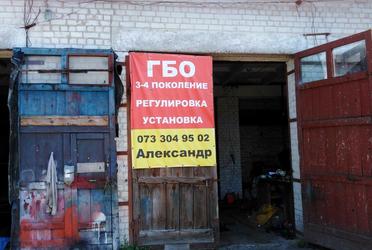 ГБО
3-4 ПОКОЛЕНИЕ
РЕГУЛИРОВКА
УСТАНОВКА
073 304 95 02
Александр